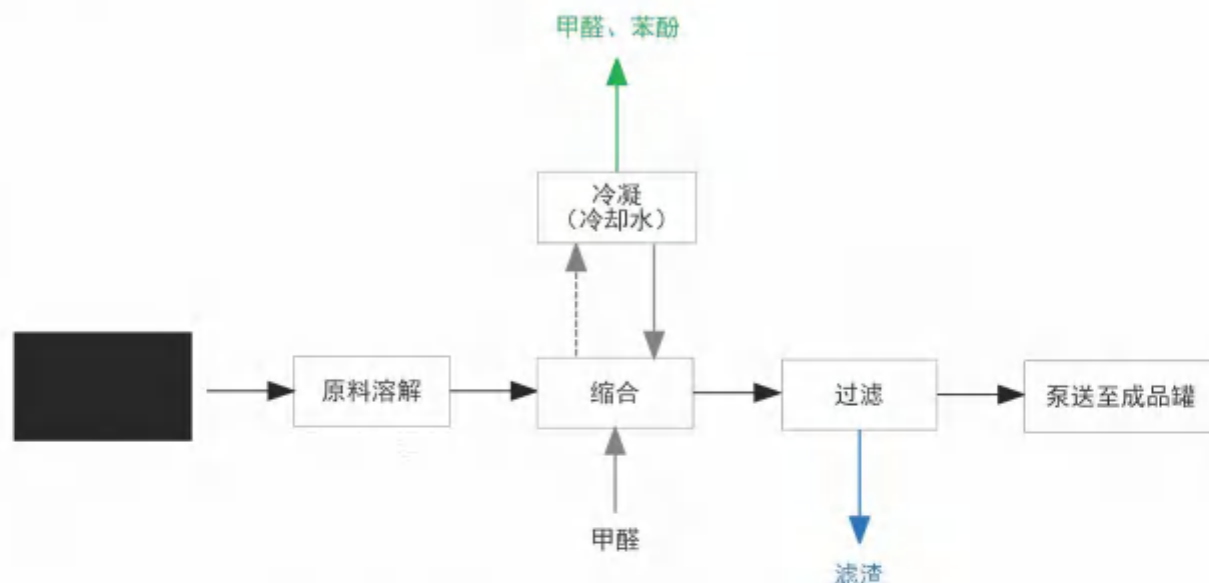 甲醛、苯酚
冷凝
（冷却水）
原料溶解
缩合
过滤
泵送至成品罐
甲醛
滤渣